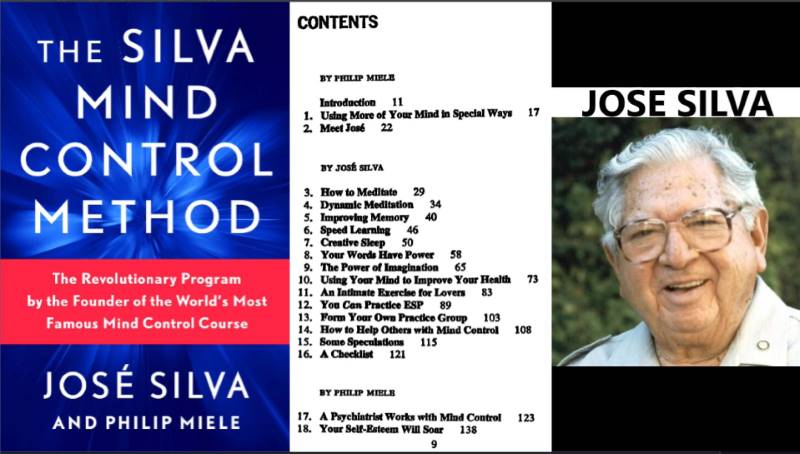 THE SILVA
MIND
CONTROL
METHOD
The Revolutionary Program
by the Founder of the World's Most
Famous Mind Control Course
JOSÉ SILVA
AND PHILIP MIELE
CONTENTS
BY PHILIP MIELE
Introduction 11
1. Using More of Your Mind in Special Ways 17
2. Meet José 22
BY JOSÉ SILVA
3. How to Meditate 29
4. Dynamic Meditation 34
5. Improving Memory 40
6. Speed Learning 46
7. Creative Sleep 50
8. Your Words Have Power 58
9. The Power of Imagination 65
10. Using Your Mind to Improve Your Health 73
11. An Intimate Exercise for Lovers 83
12. You Can Practice ESP 89
13. Form Your Own Practice Group 103
14. How to Help Others with Mind Control 108
15. Some Speculations 115
16. A Checklist 121
BY PHILIP MIELE
17. A Psychiatrist Works with Mind Control 123
18. Your Self-Esteem Will Soar 138
9
JOSE SILVA